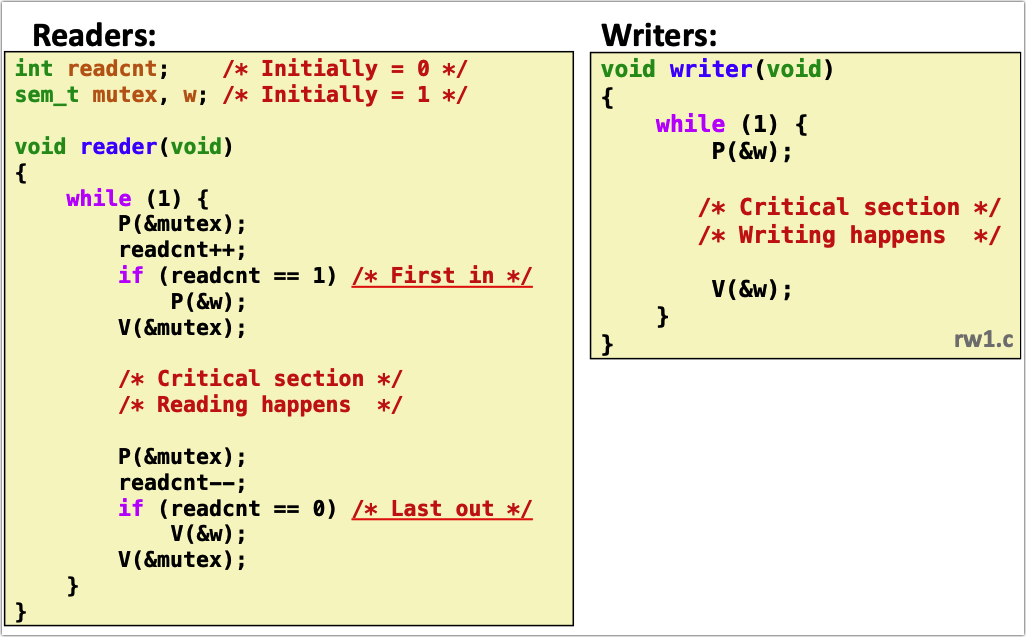 Readers:
int readcnt;    /* Initially = 0 */
sem_t mutex, w; /* Initially = 1 */
void reader(void)
{
    while (1) {
        P(&mutex);
        readcnt++;
        if (readcnt == 1) /* First in */
            P(&w);
        V(&mutex);
        /* Critical section */
        /* Reading happens  */
        P(&mutex);
        readcnt--;
        if (readcnt == 0) /* Last out */
            V(&w);
        V(&mutex);
    }
}
Writers:
void writer(void)
{
    while (1) {
        P(&w);
       /* Critical section */
       /* Writing happens  */
        V(&w);
    }
}
rw1.c